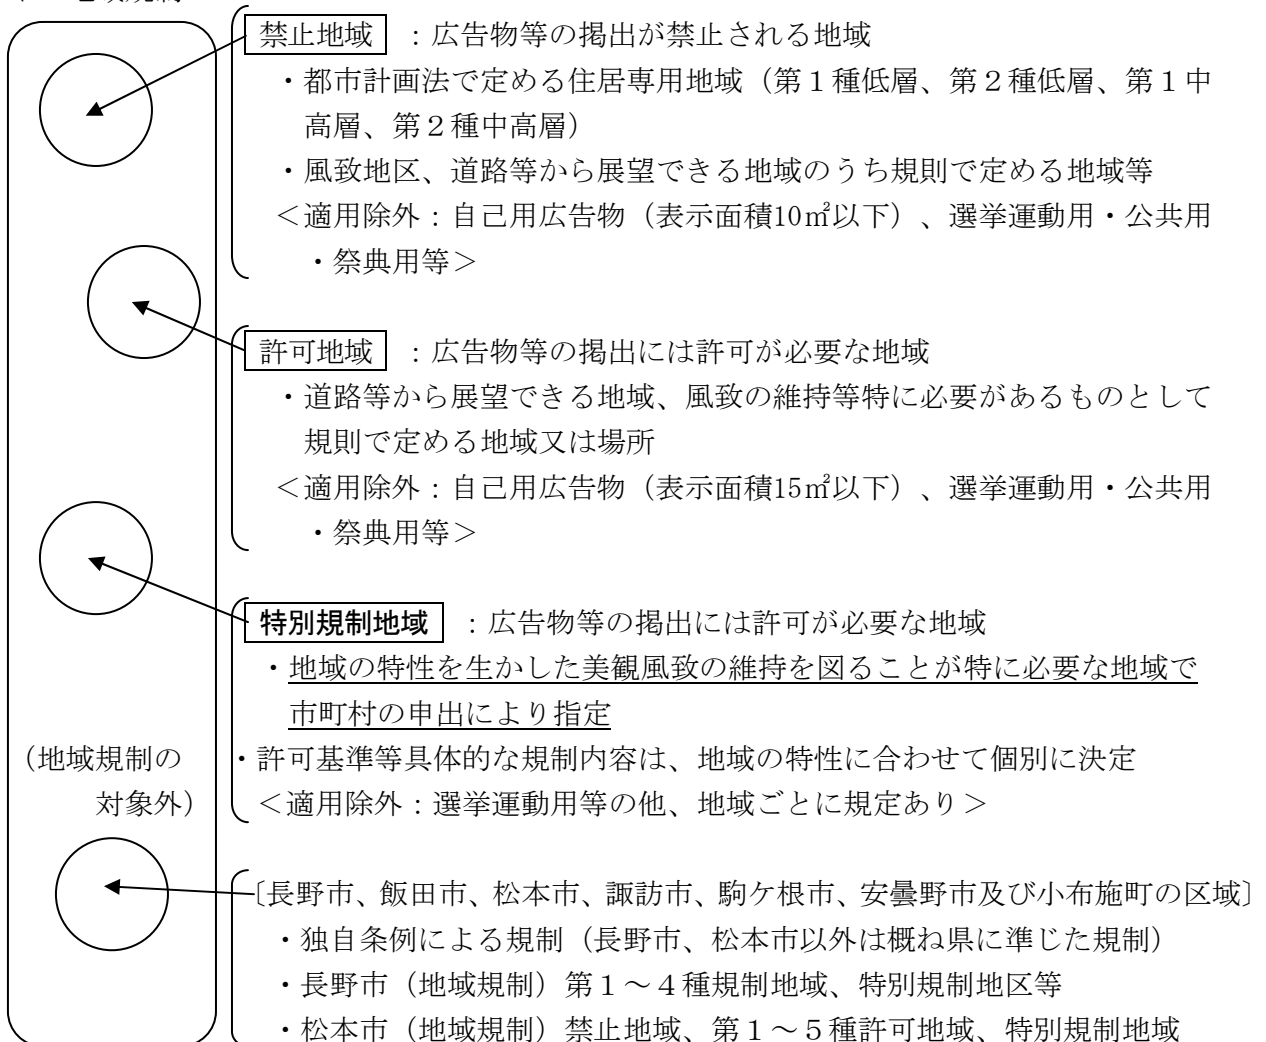 禁止地域 ：広告物等の掲出が禁止される地域
・都市計画法で定める住居専用地域（第１種低層、第２種低層、第１中
高層、第２種中高層）
・風致地区、道路等から展望できる地域のうち規則で定める地域等
＜適用除外：自己用広告物（表示面積10㎡以下）、選挙運動用・公共用
・祭典用等＞
許可地域 ：広告物等の掲出には許可が必要な地域
・道路等から展望できる地域、風致の維持等特に必要があるものとして
規則で定める地域又は場所
＜適用除外：自己用広告物（表示面積15㎡以下）、選挙運動用・公共用
・祭典用等＞
特別規制地域 ：広告物等の掲出には許可が必要な地域
・地域の特性を生かした美観風致の維持を図ることが特に必要な地域で
市町村の申出により指定
（地域規制の
対象外）
・許可基準等具体的な規制内容は、地域の特性に合わせて個別に決定
＜適用除外：選挙運動用等の他、地域ごとに規定あり＞
〔長野市、飯田市、松本市、諏訪市、駒ケ根市、安曇野市及び小布施町の区域〕
・独自条例による規制（長野市、松本市以外は概ね県に準じた規制）
・長野市（地域規制）第１～４種規制地域、特別規制地区等
・松本市（地域規制）禁止地域、第１～５種許可地域、特別規制地域